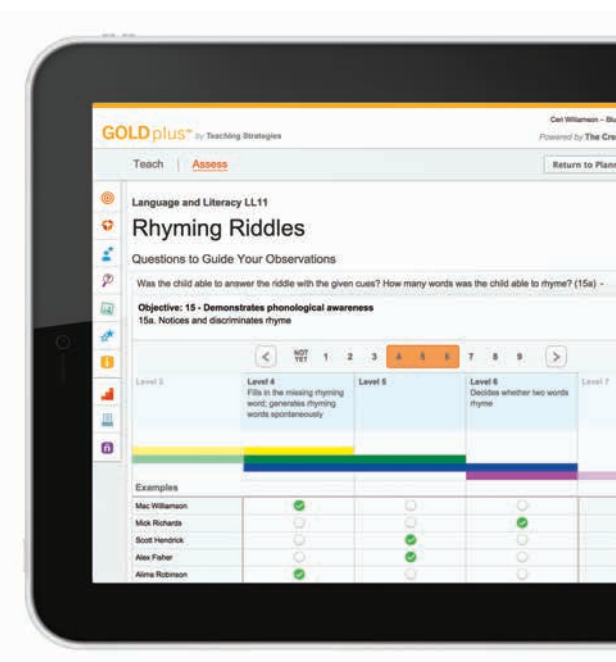 GOLDplus™ by Teaching Strategies
Cari Williamson –
Powered by The
Teach | Assess
Return to
Language and Literacy LL11
Rhyming Riddles
Questions to Guide Your Observations
Was the child able to answer the riddle with the given cues? How many words was the child able to rhyme? (15a) -
Objective: 15 - Demonstrates phonological awareness
15a. Notices and discriminates rhyme
NOT YET 1 2 3 4 5 6 7 8 9
Level 3 Level 4 Level 5 Level 6 Level 7
Fills in the missing rhyming Decides whether two words
word; generates rhyming rhyme
words spontaneously
Examples
Mac Williamson
Mick Richards
Scott Hendrick
Alex Fisher
Alima Robinson